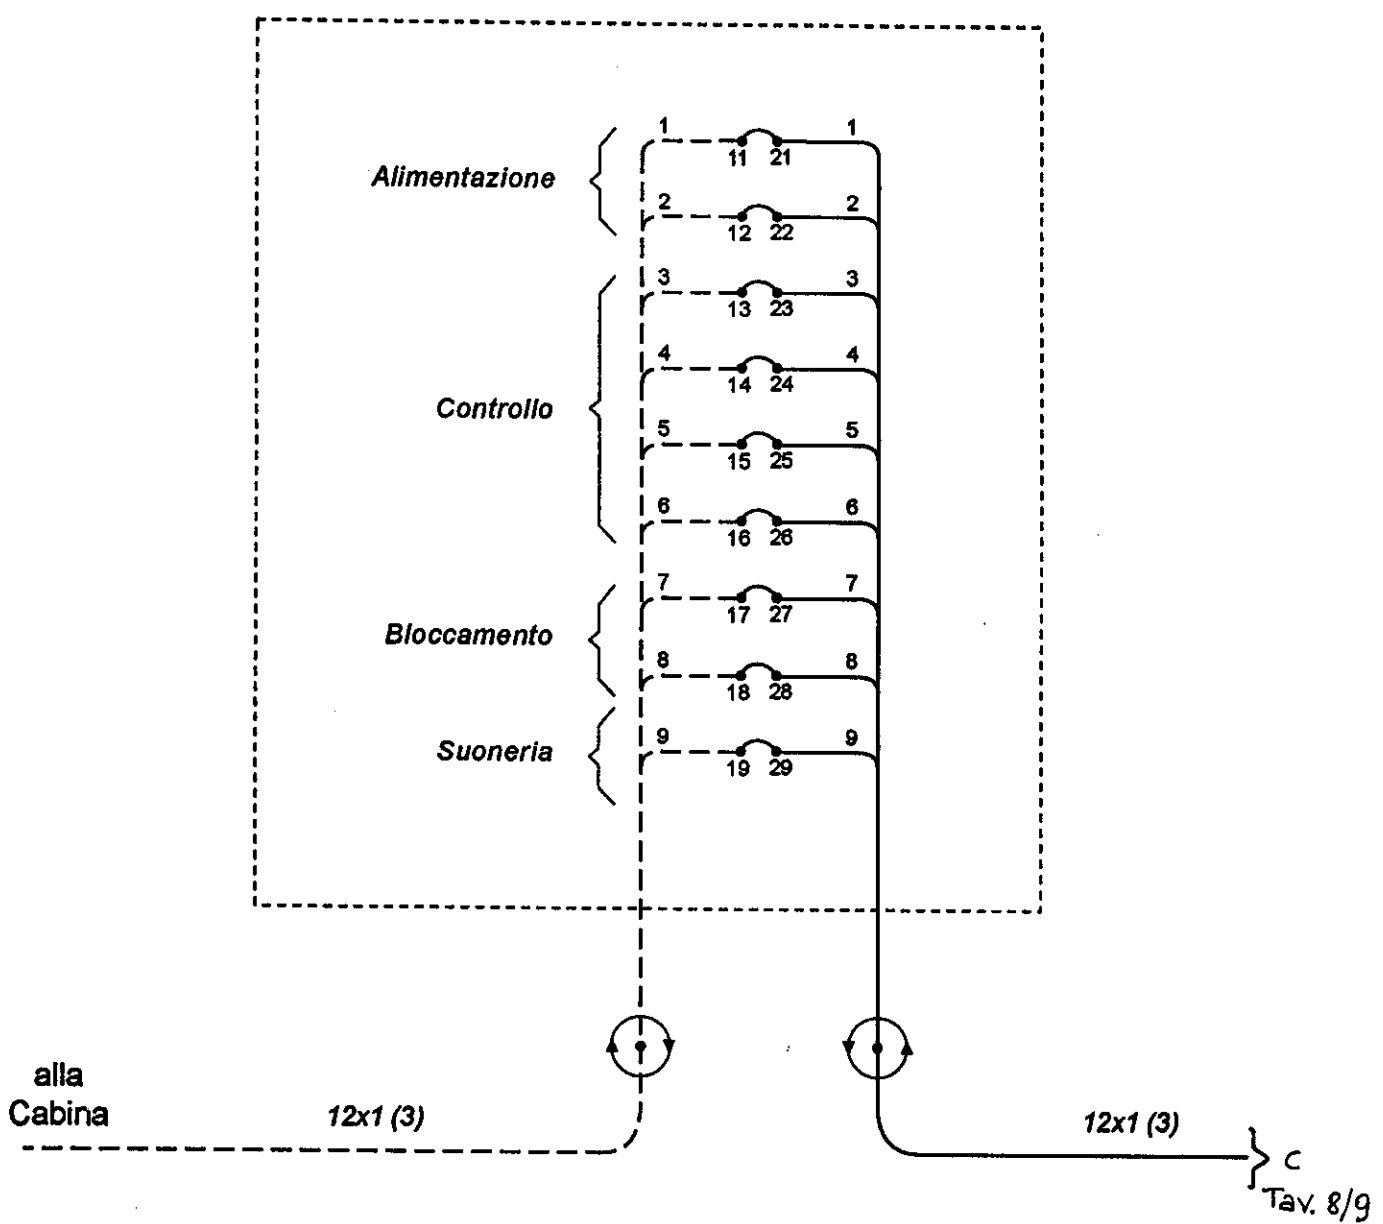 1 1
11 21
Alimentazione
2 2
12 22
3 3
13 23
4 4
14 24
Controllo
5 5
15 25
6 6
16 26
7 7
17 27
Bloccamento
8 8
18 28
9 9
Suoneria
19 29
alla
Cabina
12x1 (3)
12x1 (3)
C
Tav. 8/9